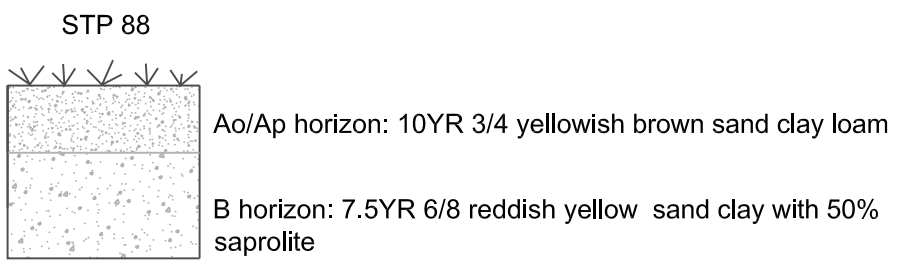 STP 88
Ao/Ap horizon: 10YR 3/4 yellowish brown sand clay loam
B horizon: 7.5YR 6/8 reddish yellow sand clay with 50%
saprolite